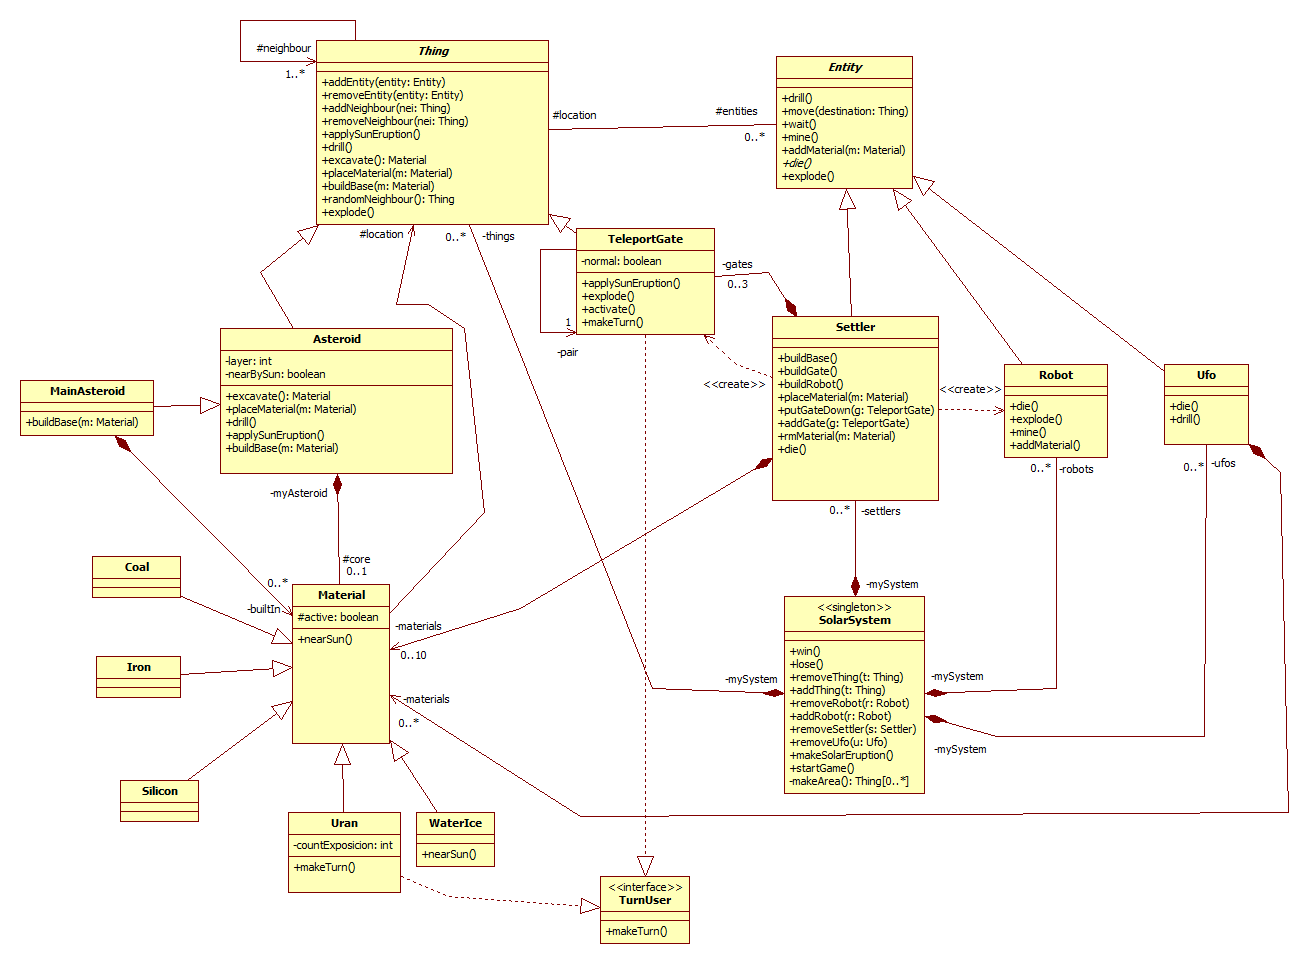 #neighbour
1..*
Thing
+addEntity(entity: Entity)
+removeEntity(entity: Entity)
+addNeighbour(nei: Thing)
+removeNeighbour(nei: Thing)
+applySunEruption()
+drill()
+excavate(): Material
+placeMaterial(m: Material)
+buildBase(m: Material)
+randomNeighbour(): Thing
+explode()
#location
#entities
0..*
Entity
+drill()
+move(destination: Thing)
+wait()
+mine()
+addMaterial(m: Material)
+die()
+explode()
#location
0..*
-things
TeleportGate
-normal: boolean
+applySunEruption()
+explode()
+activate()
+makeTurn()
1
-pair
-gates
0..3
<<create>>
Settler
+buildBase()
+buildGate()
+buildRobot()
+placeMaterial(m: Material)
+putGateDown(g: TeleportGate)
+addGate(g: TeleportGate)
+rmMaterial(m: Material)
+die()
<<create>>
Robot
+die()
+explode()
+mine()
+addMaterial()
Ufo
+die()
+drill()
0..*
-robots
0..*
-ufos
Asteroid
-layer: int
-nearBySun: boolean
+excavate(): Material
+placeMaterial(m: Material)
+drill()
+applySunEruption()
+buildBase(m: Material)
MainAsteroid
+buildBase(m: Material)
-myAsteroid
#core
0..1
0..*
-builtIn
Coal
Iron
Silicon
Material
#active: boolean
+nearSun()
-materials
0..10
-materials
0..*
0..*
-settlers
-mySystem
<<singleton>>
SolarSystem
+win()
+lose()
+removeThing(t: Thing)
+addThing(t: Thing)
+removeRobot(r: Robot)
+addRobot(r: Robot)
+removeSettler(s: Settler)
+removeUfo(u: Ufo)
+makeSolarEruption()
+startGame()
-makeArea(): Thing[0..*]
-mySystem
-mySystem
-mySystem
Uran
-countExposicion: int
+makeTurn()
WaterIce
+nearSun()
<<interface>>
TurnUser
+makeTurn()